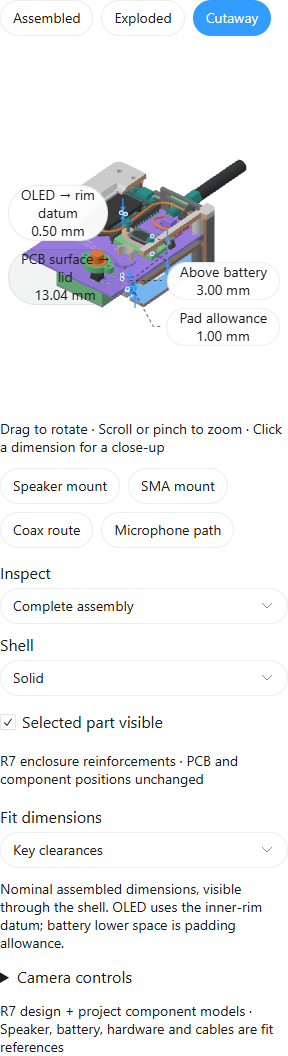 Assembled
Exploded
Cutaway
OLED → rim
datum
0.50 mm
PCB surface →
lid
13.04 mm
Above battery
3.00 mm
Pad allowance
1.00 mm
Drag to rotate · Scroll or pinch to zoom · Click
a dimension for a close-up
Speaker mount
SMA mount
Coax route
Microphone path
Inspect
Complete assembly
Shell
Solid
Selected part visible
R7 enclosure reinforcements · PCB and
component positions unchanged
Fit dimensions
Key clearances
Nominal assembled dimensions, visible
through the shell. OLED uses the inner-rim
datum; battery lower space is padding
allowance.
Camera controls
R7 design + project component models ·
Speaker, battery, hardware and cables are fit
references